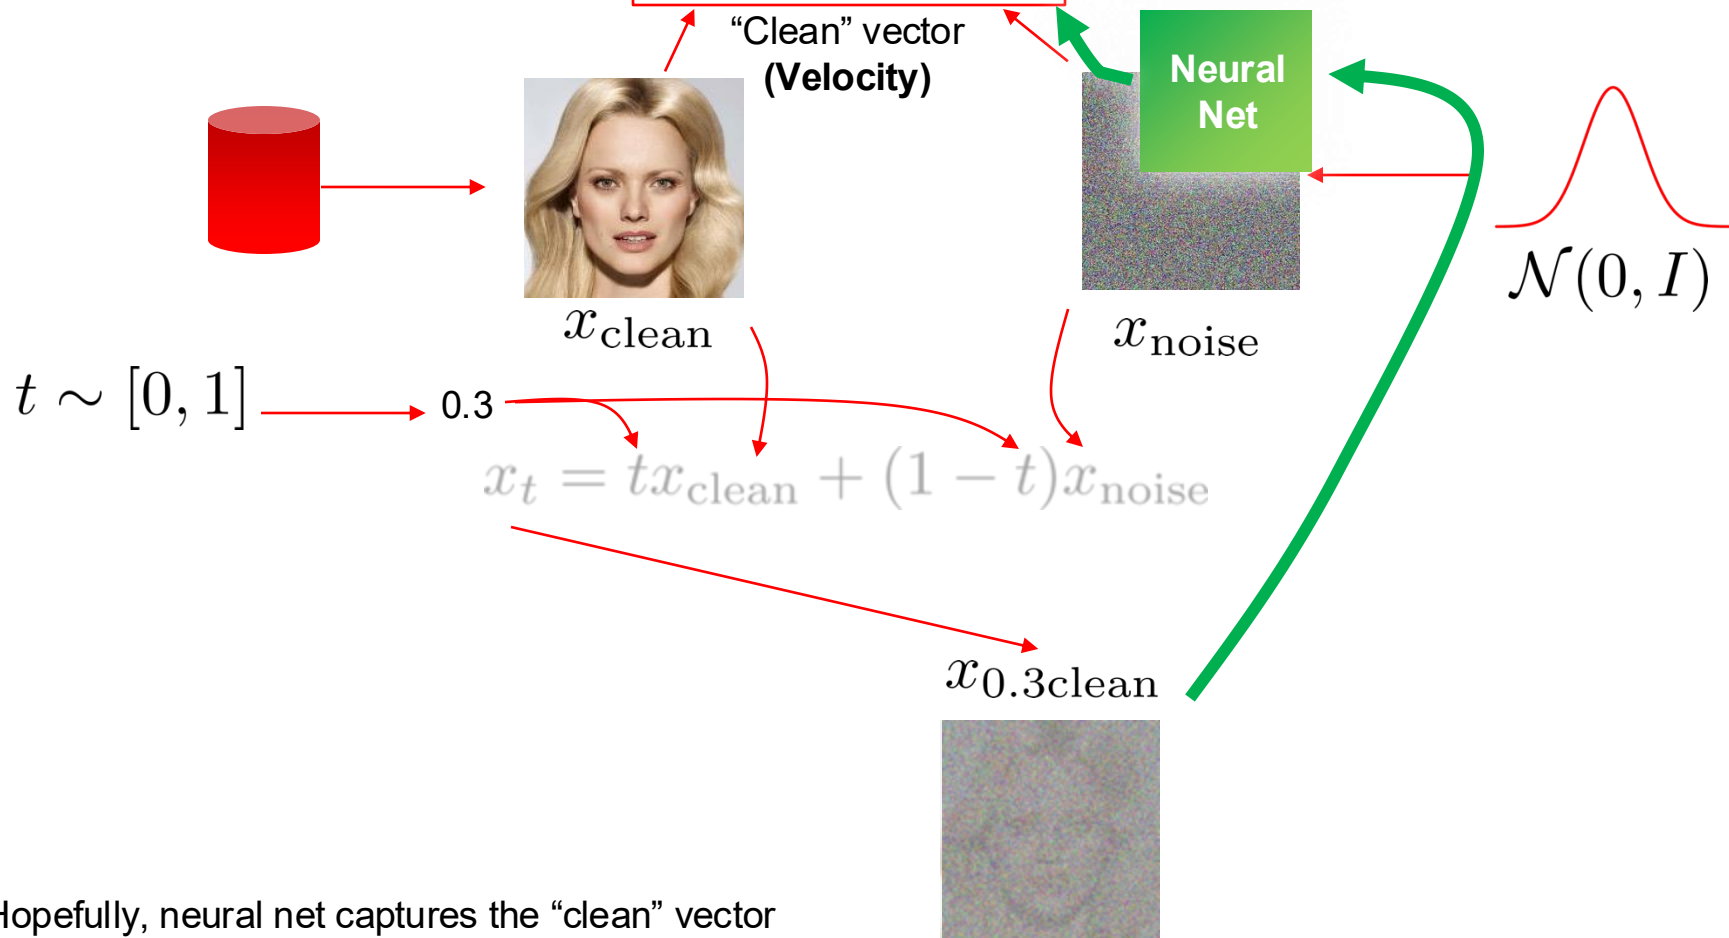 “Clean” vector
(Velocity)
Neural
Net
x_clean
x_noise
𝒩(0, I)
t ∼ [0, 1]
0.3
x_t = tx_clean + (1 − t)x_noise
x_0.3clean
Hopefully, neural net captures the “clean” vector